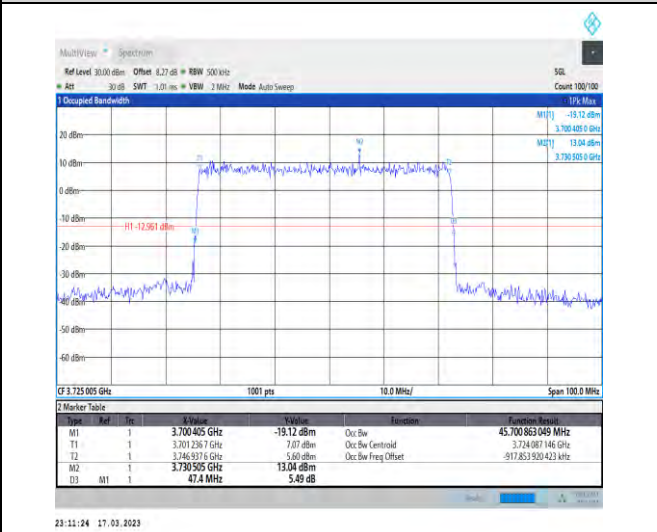 MultiView Spectrum
Ref Level 30.00 dBm Offset 8.27 dB RBW 500 kHz SGL
Att 30 dB SWT 1.01 ms VBW 2 MHz Mode Auto Sweep Count 100/100
1 Occupied Bandwidth 1Pk Max
M1[1] -19.12 dBm
3.700 405 0 GHz
M2[1] 13.04 dBm
3.730 505 0 GHz
20 dBm
M2
T1 T2
10 dBm
0 dBm
-10 dBm
H1 -12.961 dBm
-20 dBm
-30 dBm
-40 dBm
-50 dBm
-60 dBm
CF 3.725 005 GHz 1001 pts 10.0 MHz/ Span 100.0 MHz
2 Marker Table
Type Ref Trc X-Value Y-Value Function Function Result
M1 1 3.700 405 GHz -19.12 dBm Occ Bw 45.700 863 049 MHz
T1 1 3.701 236 7 GHz 7.07 dBm Occ Bw Centroid 3.724 087 146 GHz
T2 1 3.746 937 6 GHz 5.60 dBm Occ Bw Freq Offset -917.853 920 423 kHz
M2 1 3.730 505 GHz 13.04 dBm
D3 M1 1 47.4 MHz 5.49 dB
23:11:24 17.03.2023